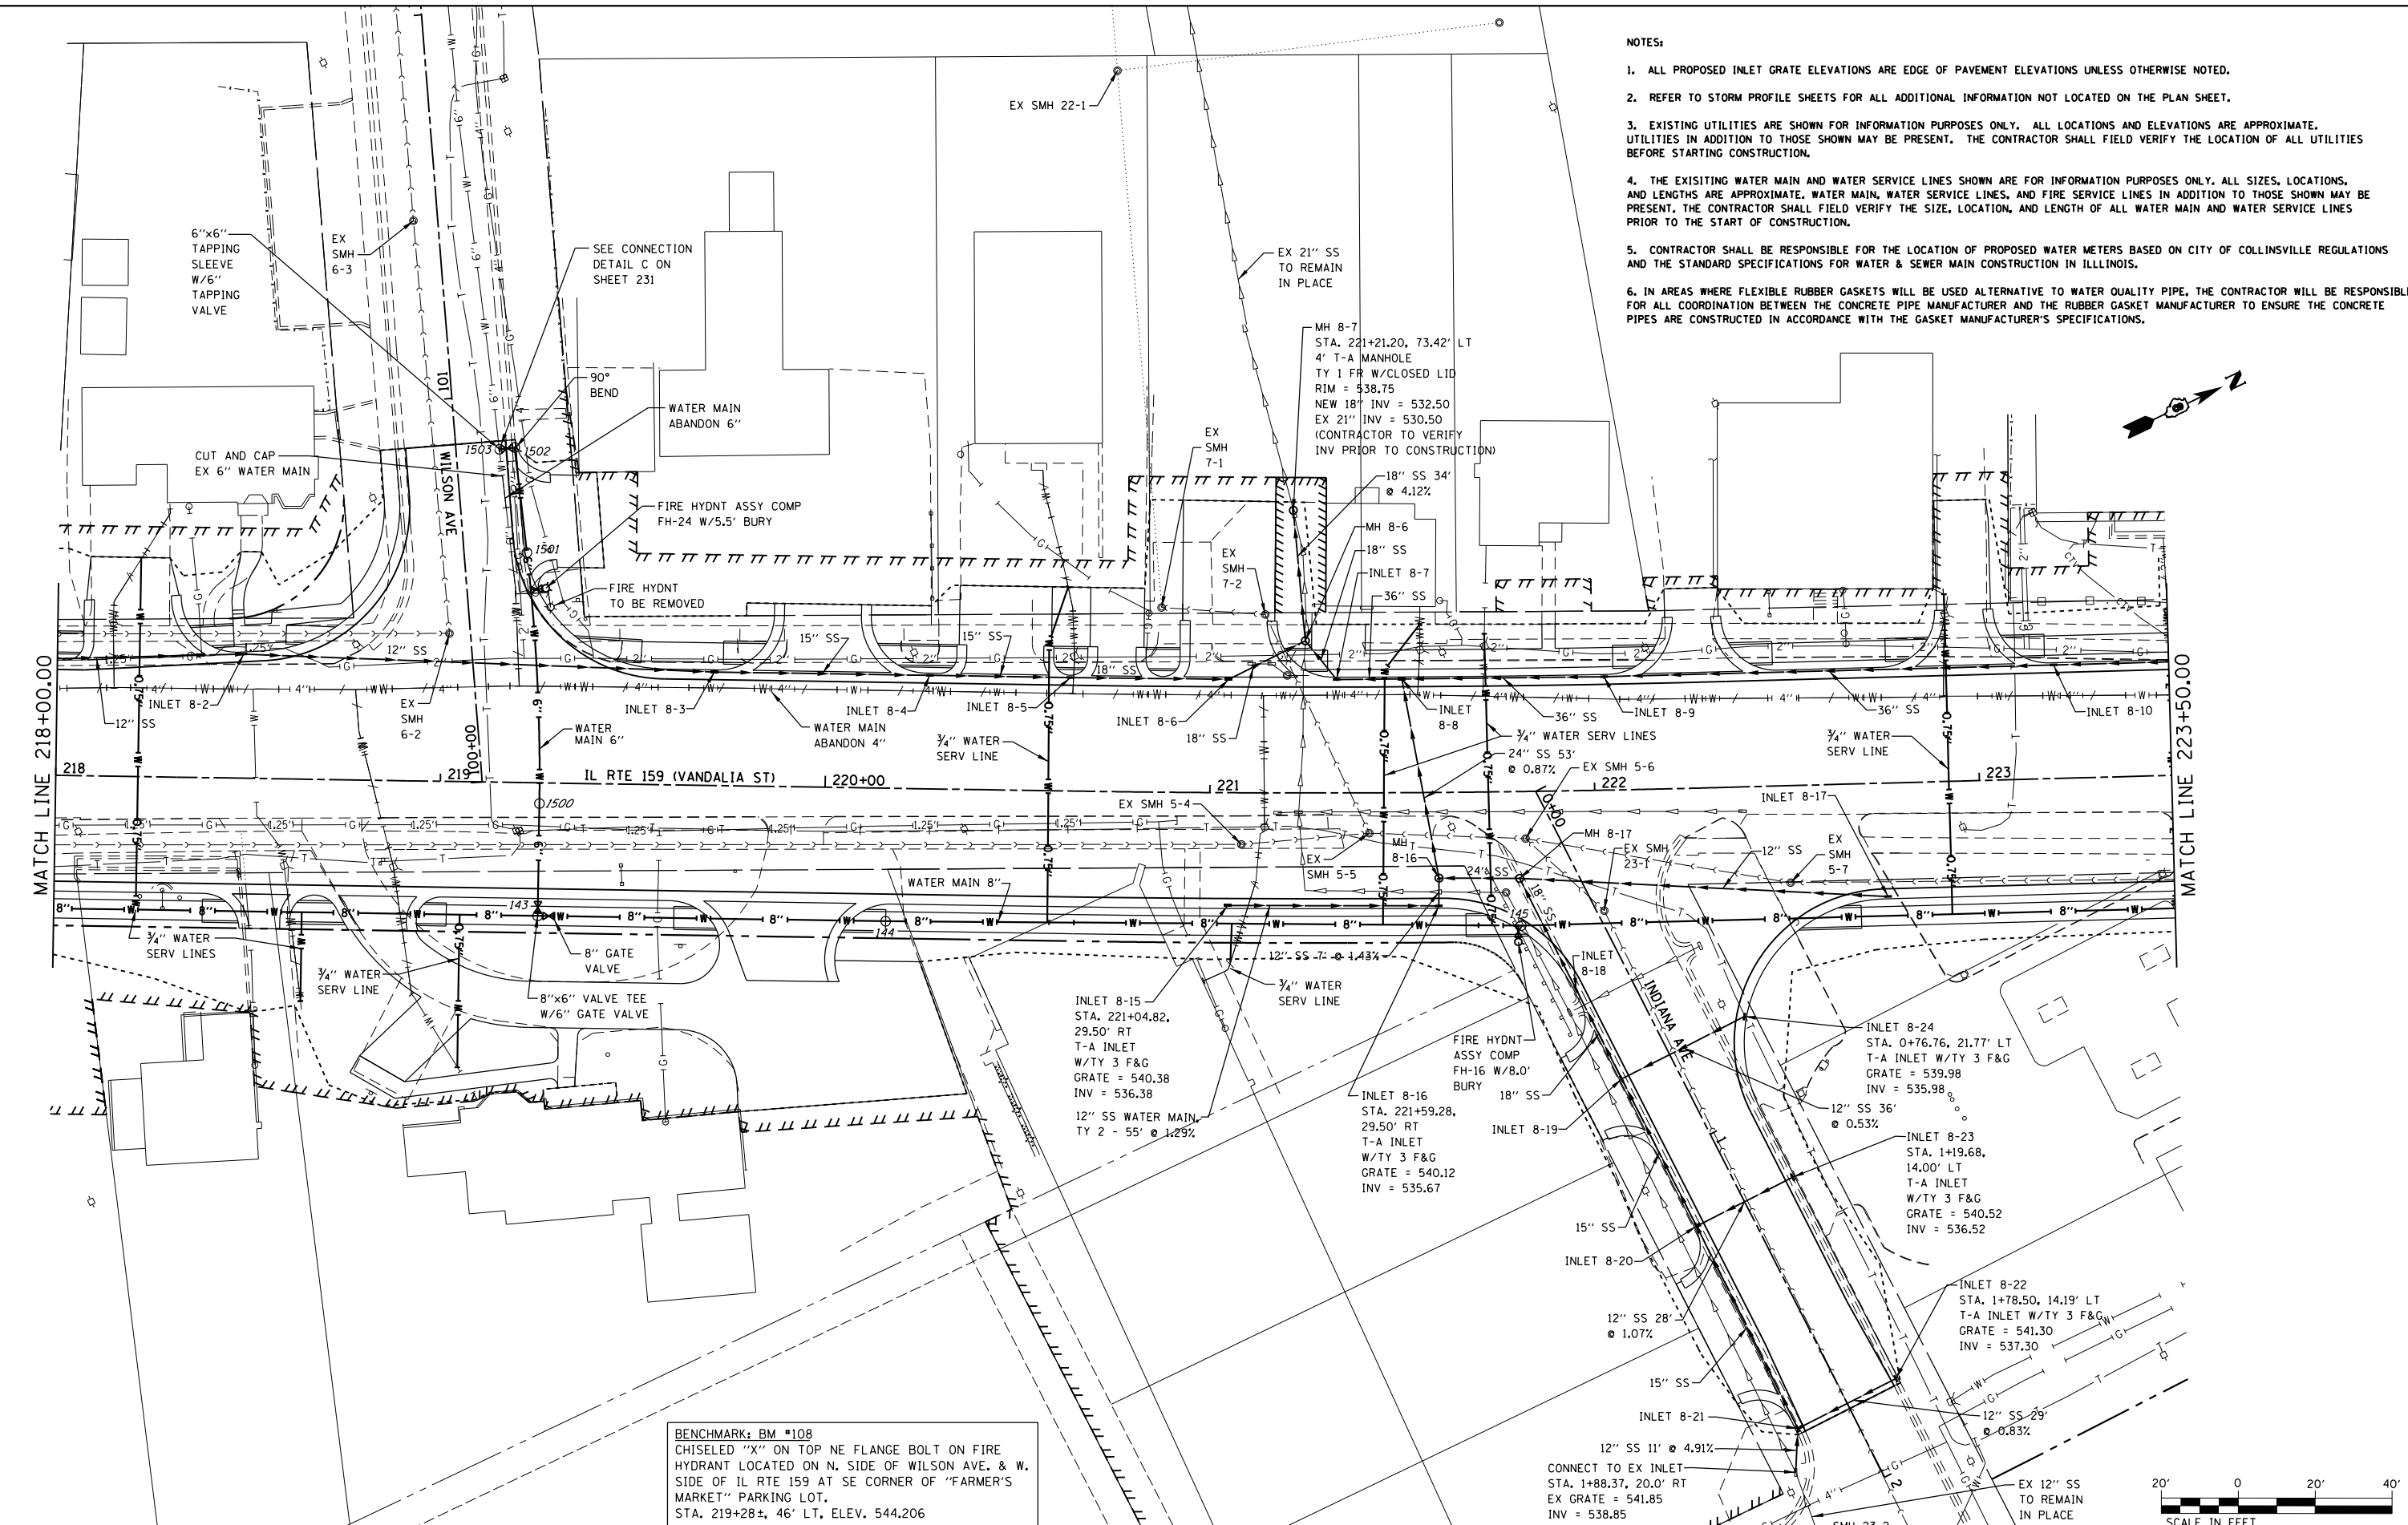 NOTES:
1. ALL PROPOSED INLET GRATE ELEVATIONS ARE EDGE OF PAVEMENT ELEVATIONS UNLESS OTHERWISE NOTED.
2. REFER TO STORM PROFILE SHEETS FOR ALL ADDITIONAL INFORMATION NOT LOCATED ON THE PLAN SHEET.
3. EXISTING UTILITIES ARE SHOWN FOR INFORMATION PURPOSES ONLY. ALL LOCATIONS AND ELEVATIONS ARE APPROXIMATE.
UTILITIES IN ADDITION TO THOSE SHOWN MAY BE PRESENT. THE CONTRACTOR SHALL FIELD VERIFY THE LOCATION OF ALL UTILITIES
BEFORE STARTING CONSTRUCTION.
4. THE EXISITING WATER MAIN AND WATER SERVICE LINES SHOWN ARE FOR INFORMATION PURPOSES ONLY. ALL SIZES, LOCATIONS,
AND LENGTHS ARE APPROXIMATE. WATER MAIN, WATER SERVICE LINES, AND FIRE SERVICE LINES IN ADDITION TO THOSE SHOWN MAY BE
PRESENT. THE CONTRACTOR SHALL FIELD VERIFY THE SIZE, LOCATION, AND LENGTH OF ALL WATER MAIN AND WATER SERVICE LINES
PRIOR TO THE START OF CONSTRUCTION.
5. CONTRACTOR SHALL BE RESPONSIBLE FOR THE LOCATION OF PROPOSED WATER METERS BASED ON CITY OF COLLINSVILLE REGULATIONS
AND THE STANDARD SPECIFICATIONS FOR WATER & SEWER MAIN CONSTRUCTION IN ILLLINOIS.
6. IN AREAS WHERE FLEXIBLE RUBBER GASKETS WILL BE USED ALTERNATIVE TO WATER QUALITY PIPE, THE CONTRACTOR WILL BE RESPONSIBLE
FOR ALL COORDINATION BETWEEN THE CONCRETE PIPE MANUFACTURER AND THE RUBBER GASKET MANUFACTURER TO ENSURE THE CONCRETE
PIPES ARE CONSTRUCTED IN ACCORDANCE WITH THE GASKET MANUFACTURER'S SPECIFICATIONS.
EX SMH 22-1
6''x6''
TAPPING
SLEEVE
W/6''
TAPPING
VALVE
EX
SMH
6-3
SEE CONNECTION
DETAIL C ON
SHEET 231
EX 21'' SS
TO REMAIN
IN PLACE
MH 8-7
STA. 221+21.20, 73.42' LT
4' T-A MANHOLE
TY 1 FR W/CLOSED LID
RIM = 538.75
NEW 18'' INV = 532.50
EX 21'' INV = 530.50
(CONTRACTOR TO VERIFY
INV PRIOR TO CONSTRUCTION)
N
101
90°
BEND
WATER MAIN
ABANDON 6''
CUT AND CAP
EX 6'' WATER MAIN
1503
1502
WILSON AVE
EX
SMH
7-1
18'' SS 34'
@ 4.12%
FIRE HYDNT ASSY COMP
FH-24 W/5.5' BURY
MH 8-6
18'' SS
INLET 8-7
36'' SS
1501
EX
SMH
7-2
FIRE HYDNT
TO BE REMOVED
12'' SS
15'' SS
15'' SS
18'' SS
MATCH LINE 218+00.00
MATCH LINE 223+50.00
INLET 8-2
12'' SS
EX
SMH
6-2
INLET 8-3
INLET 8-4
INLET 8-5
INLET 8-6
18'' SS
INLET
8-8
36'' SS
INLET 8-9
36'' SS
INLET 8-10
WATER
MAIN 6''
WATER MAIN
ABANDON 4''
¾'' WATER
SERV LINE
¾'' WATER SERV LINES
24'' SS 53'
@ 0.87%
¾'' WATER
SERV LINE
100+00
218
219
IL RTE 159 (VANDALIA ST)
220+00
221
222
223
EX SMH 5-6
INLET 8-17
0+00
1500
EX SMH 5-4
EX
SMH 5-5
MH
8-16
MH 8-17
EX SMH
23-1
12'' SS
EX
SMH
5-7
24'' SS
18'' SS
WATER MAIN 8''
143
144
145
¾'' WATER
SERV LINES
¾'' WATER
SERV LINE
8'' GATE
VALVE
8''x6'' VALVE TEE
W/6'' GATE VALVE
12'' SS 7' @ 1.43%
¾'' WATER
SERV LINE
INLET
8-18
INDIANA AVE
INLET 8-15
STA. 221+04.82,
29.50' RT
T-A INLET
W/TY 3 F&G
GRATE = 540.38
INV = 536.38
12'' SS WATER MAIN,
TY 2 - 55' @ 1.29%
FIRE HYDNT
ASSY COMP
FH-16 W/8.0'
BURY
18'' SS
INLET 8-16
STA. 221+59.28,
29.50' RT
T-A INLET
W/TY 3 F&G
GRATE = 540.12
INV = 535.67
INLET 8-24
STA. 0+76.76, 21.77' LT
T-A INLET W/TY 3 F&G
GRATE = 539.98
INV = 535.98
12'' SS 36'
@ 0.53%
INLET 8-19
INLET 8-23
STA. 1+19.68,
14.00' LT
T-A INLET
W/TY 3 F&G
GRATE = 540.52
INV = 536.52
15'' SS
INLET 8-20
INLET 8-22
STA. 1+78.50, 14.19' LT
T-A INLET W/TY 3 F&G
GRATE = 541.30
INV = 537.30
12'' SS 28'
@ 1.07%
15'' SS
INLET 8-21
12'' SS 29'
@ 0.83%
12'' SS 11' @ 4.91%
CONNECT TO EX INLET
STA. 1+88.37, 20.0' RT
EX GRATE = 541.85
INV = 538.85
2
EX 12'' SS
TO REMAIN
IN PLACE
BENCHMARK: BM #108
CHISELED ''X'' ON TOP NE FLANGE BOLT ON FIRE
HYDRANT LOCATED ON N. SIDE OF WILSON AVE. & W.
SIDE OF IL RTE 159 AT SE CORNER OF ''FARMER'S
MARKET'' PARKING LOT.
STA. 219+28±, 46' LT, ELEV. 544.206
20' 0 20' 40'
SCALE IN FEET